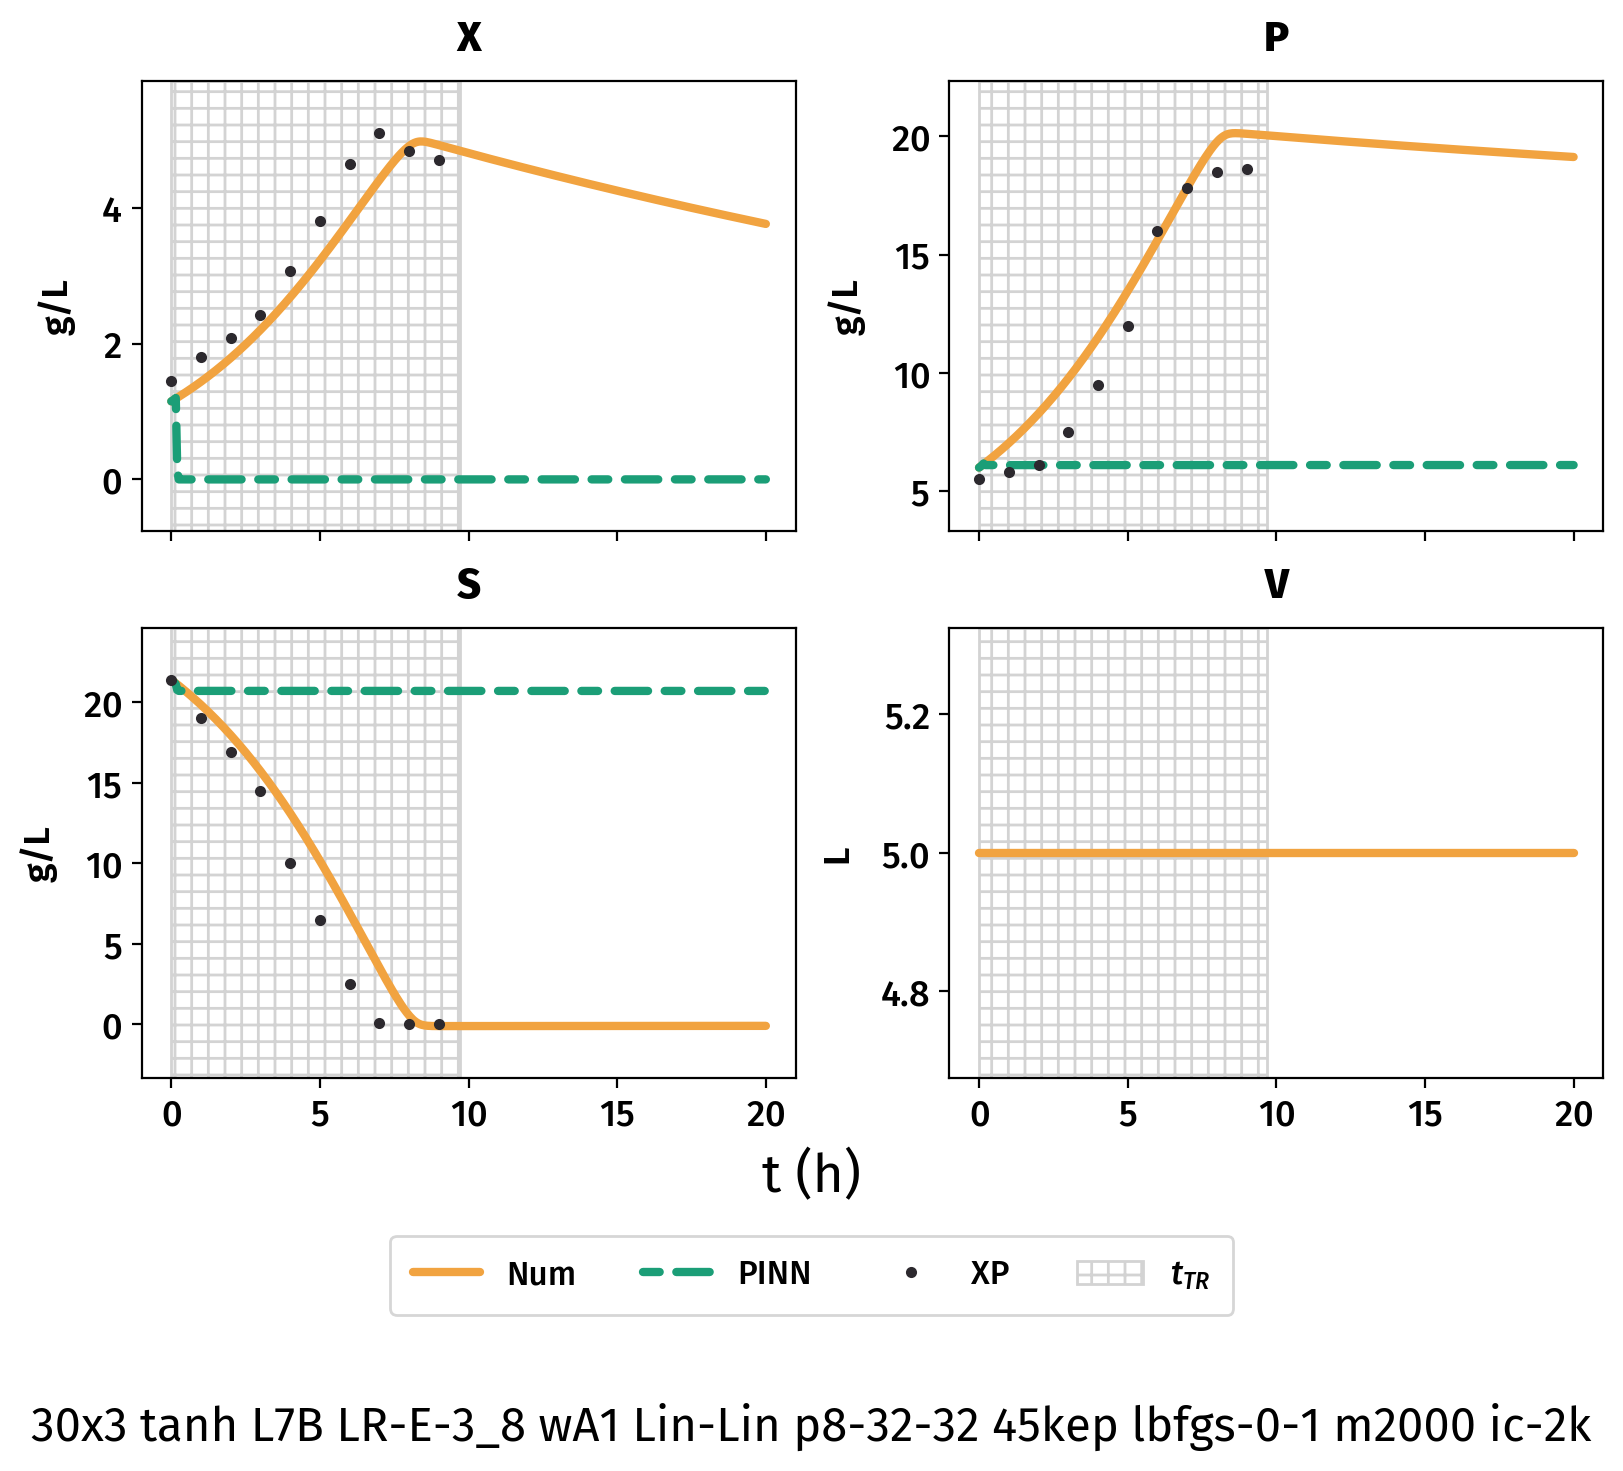 X
P
g/L
4
2
0
g/L
20
15
10
5
S
V
g/L
20
15
10
5
0
L
5.2
5.0
4.8
0 5 10 15 20
0 5 10 15 20
t (h)
Num PINN XP t_TR
30x3 tanh L7B LR-E-3_8 wA1 Lin-Lin p8-32-32 45kep lbfgs-0-1 m2000 ic-2k